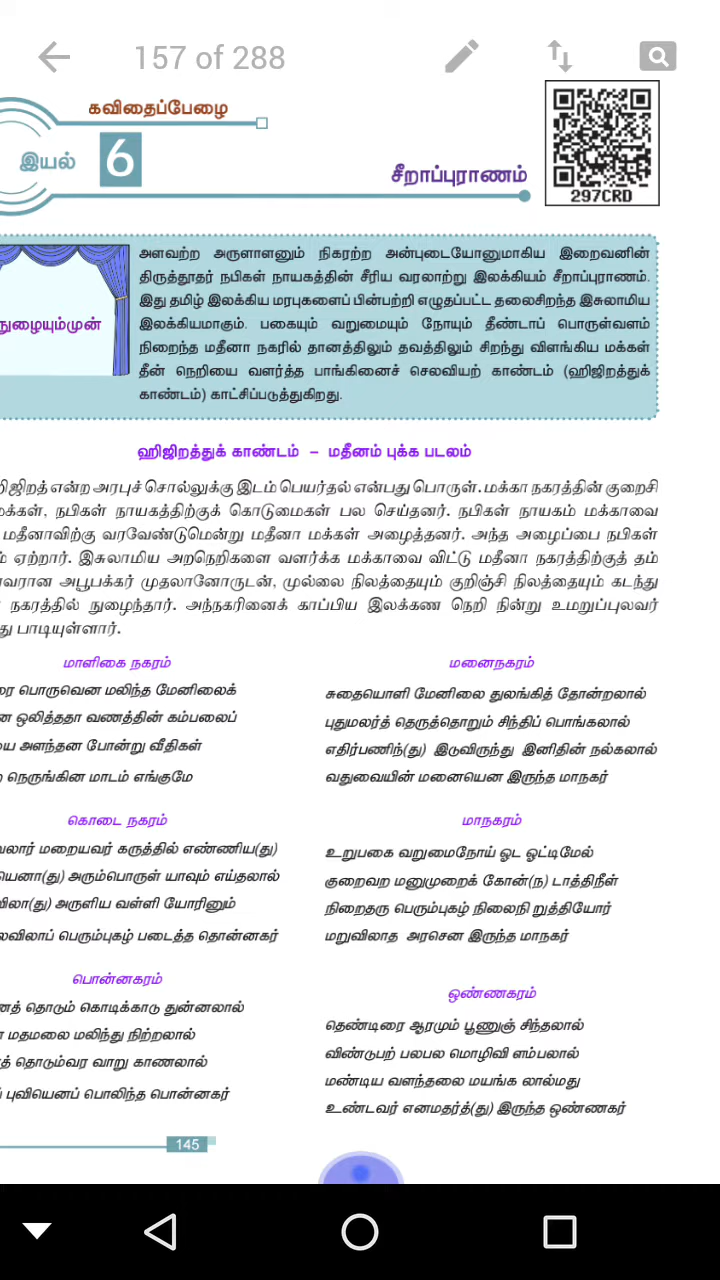 157 of 288
கவிதைப்பேழை
இயல் 6
சீறாப்புராணம்
297CRD
நுழையும்முன்
அளவற்ற அருளாளனும் நிகரற்ற அன்புடையோனுமாகிய இறைவனின்
திருத்தூதர் நபிகள் நாயகத்தின் சீரிய வரலாற்று இலக்கியம் சீறாப்புராணம்.
இது தமிழ் இலக்கிய மரபுகளைப் பின்பற்றி எழுதப்பட்ட தலைசிறந்த இசுலாமிய
இலக்கியமாகும். பகையும் வறுமையும் நோயும் தீண்டாப் பொருள்வளம்
நிறைந்த மதீனா நகரில் தானத்திலும் தவத்திலும் சிறந்து விளங்கிய மக்கள்
தீன் நெறியை வளர்த்த பாங்கினைச் செலவியற் காண்டம் (ஹிஜிறத்துக்
காண்டம்) காட்சிப்படுத்துகிறது.
ஹிஜிறத்துக் காண்டம் – மதீனம் புக்க படலம்
என்ற அரபுச் சொல்லுக்கு இடம் பெயர்தல் என்பது பொருள். மக்கா நகரத்தின் குறைசி
நபிகள் நாயகத்திற்குக் கொடுமைகள் பல செய்தனர். நபிகள் நாயகம் மக்காவை
மதீனாவிற்கு வரவேண்டுமென்று மதீனா மக்கள் அழைத்தனர். அந்த அழைப்பை நபிகள்
ஏற்றார். இசுலாமிய அறநெறிகளை வளர்க்க மக்காவை விட்டு மதீனா நகரத்திற்குத் தம்
அபூபக்கர் முதலானோருடன், முல்லை நிலத்தையும் குறிஞ்சி நிலத்தையும் கடந்து
நகரத்தில் நுழைந்தார். அந்நகரினைக் காப்பிய இலக்கண நெறி நின்று உமறுப்புலவர்
பாடியுள்ளார்.
மாளிகை நகரம்
பொருவென மலிந்த மேனிலைக்
ஒலித்ததா வணத்தின் கம்பலைப்
அளந்தன போன்று வீதிகள்
நெருங்கின மாடம் எங்குமே
கொடை நகரம்
மறையவர் கருத்தில் எண்ணிய(து)
அரும்பொருள் யாவும் எய்தலால்
அருளிய வள்ளி யோரினும்
பெரும்புகழ் படைத்த தொன்னகர்
பொன்னகரம்
தொடும் கொடிக்காடு துன்னலால்
மதமலை மலிந்து நிற்றலால்
தொடும்வர வாறு காணலால்
புவியெனப் பொலிந்த பொன்னகர்
மனைநகரம்
சுதையொளி மேனிலை துலங்கித் தோன்றலால்
புதுமலர்த் தெருத்தொறும் சிந்திப் பொங்கலால்
எதிர்பணிந்(து) இடுவிருந்து இனிதின் நல்கலால்
வதுவையின் மனையென இருந்த மாநகர்
மாநகரம்
உறுபகை வறுமைநோய் ஓட ஓட்டிமேல்
குறைவற மனுமுறைக் கோன்(ந) டாத்திநீள்
நிறைதரு பெரும்புகழ் நிலைநி றுத்தியோர்
மறுவிலாத அரசென இருந்த மாநகர்
ஒண்ணகரம்
தெண்டிரை ஆரமும் பூணுஞ் சிந்தலால்
விண்டுபற் பலபல மொழிவி ளம்பலால்
மண்டிய வளந்தலை மயங்க லால்மது
உண்டவர் எனமதர்த்(து) இருந்த ஒண்ணகர்
145